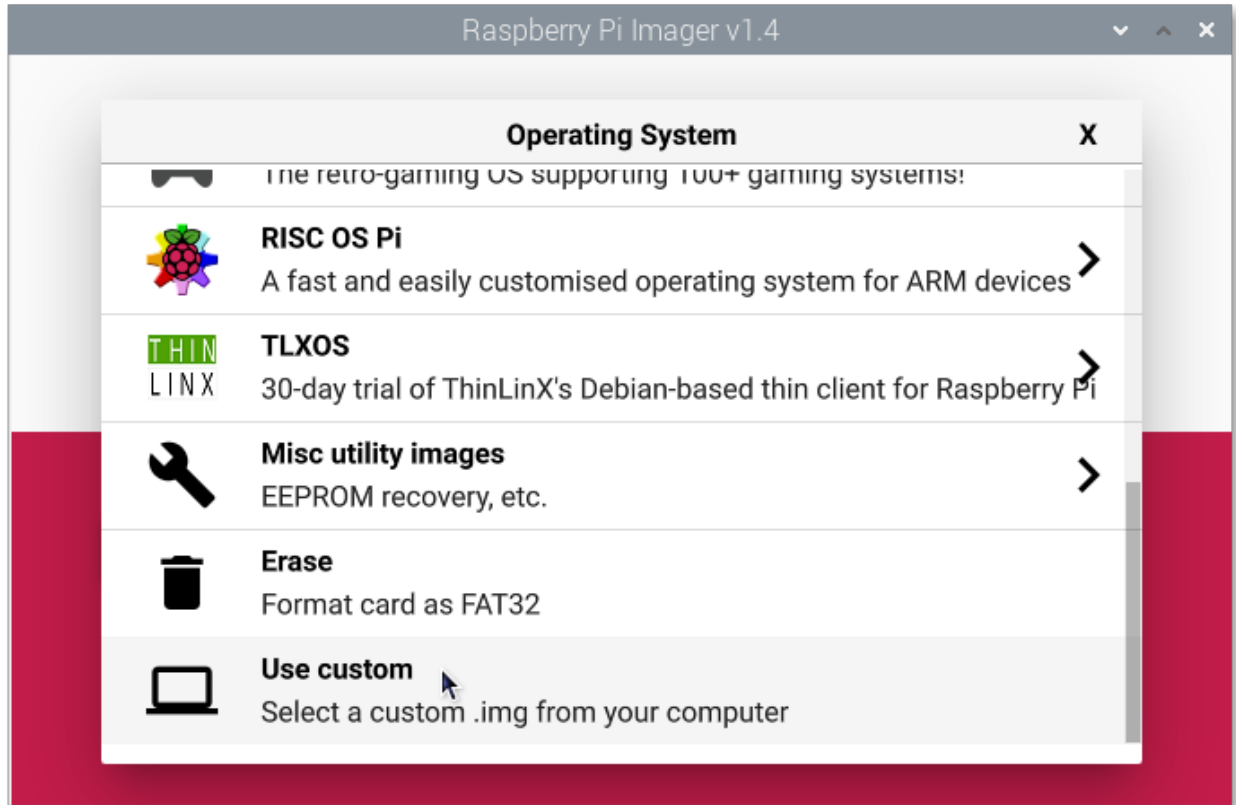 Raspberry Pi Imager v1.4
Operating System
X
The retro-gaming OS supporting 100+ gaming systems!
RISC OS Pi
A fast and easily customised operating system for ARM devices
THIN
LINX
TLXOS
30-day trial of ThinLinX's Debian-based thin client for Raspberry Pi
Misc utility images
EEPROM recovery, etc.
Erase
Format card as FAT32
Use custom
Select a custom .img from your computer